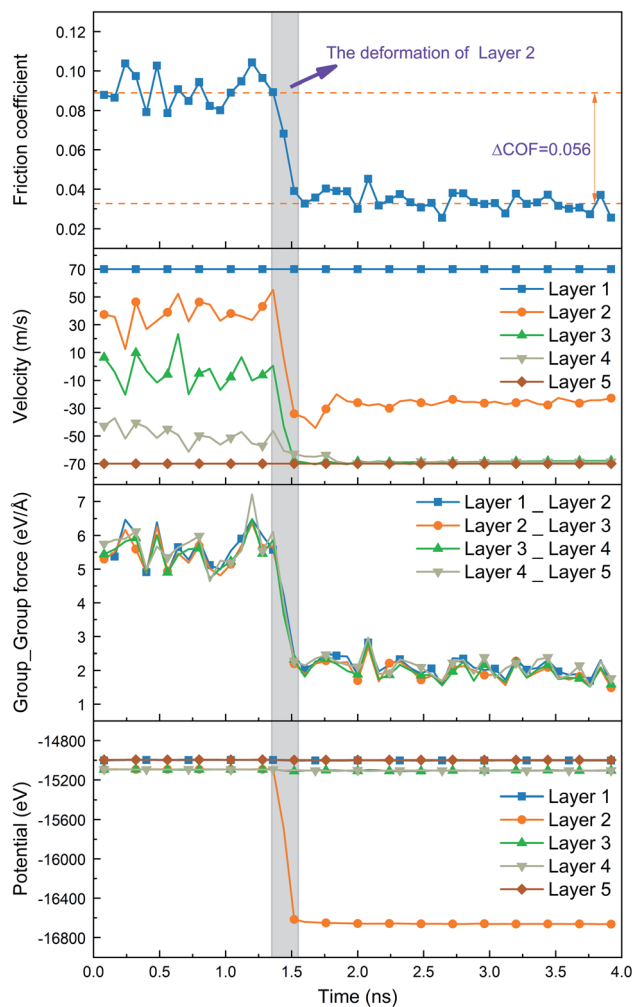 0.12
0.10
0.08
0.06
0.04
0.02
Friction coefficient
The deformation of Layer 2
ΔCOF=0.056
70
50
30
10
-10
-30
-50
-70
Velocity (m/s)
Layer 1
Layer 2
Layer 3
Layer 4
Layer 5
7
6
5
4
3
2
1
Group_Group force (eV/Å)
Layer 1 _ Layer 2
Layer 2 _ Layer 3
Layer 3 _ Layer 4
Layer 4 _ Layer 5
-14800
-15200
-15600
-16000
-16400
-16800
Potential (eV)
Layer 1
Layer 2
Layer 3
Layer 4
Layer 5
0.0 0.5 1.0 1.5 2.0 2.5 3.0 3.5 4.0
Time (ns)